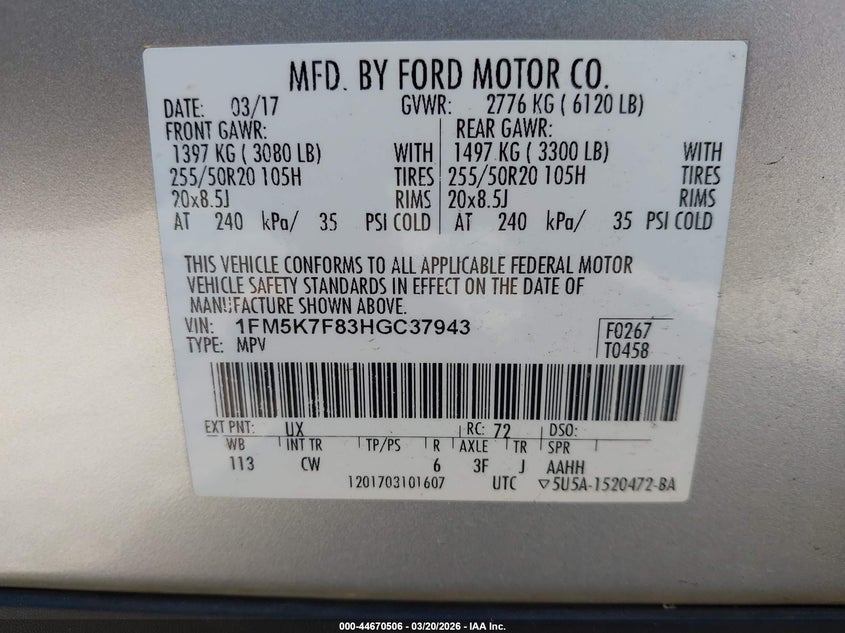 MFD. BY FORD MOTOR CO.
DATE: 03/17 GVWR: 2776 KG ( 6120 LB)
FRONT GAWR: REAR GAWR:
1397 KG ( 3080 LB) WITH 1497 KG ( 3300 LB) WITH
255/50R20 105H TIRES 255/50R20 105H TIRES
20x8.5J RIMS 20x8.5J RIMS
AT 240 kPa/ 35 PSI COLD AT 240 kPa/ 35 PSI COLD
THIS VEHICLE CONFORMS TO ALL APPLICABLE FEDERAL MOTOR
VEHICLE SAFETY STANDARDS IN EFFECT ON THE DATE OF
MANUFACTURE SHOWN ABOVE.
VIN: 1FM5K7F83HGC37943 F0267
TYPE: MPV T0458
EXT PNT: UX RC: 72 DSO:
WB INT TR TP/PS R AXLE TR SPR
113 CW 6 3F J AAHH
1201703101607 UTC ▽5U5A-1520472-BA
000-44670506 — 03/20/2026 — IAA Inc.